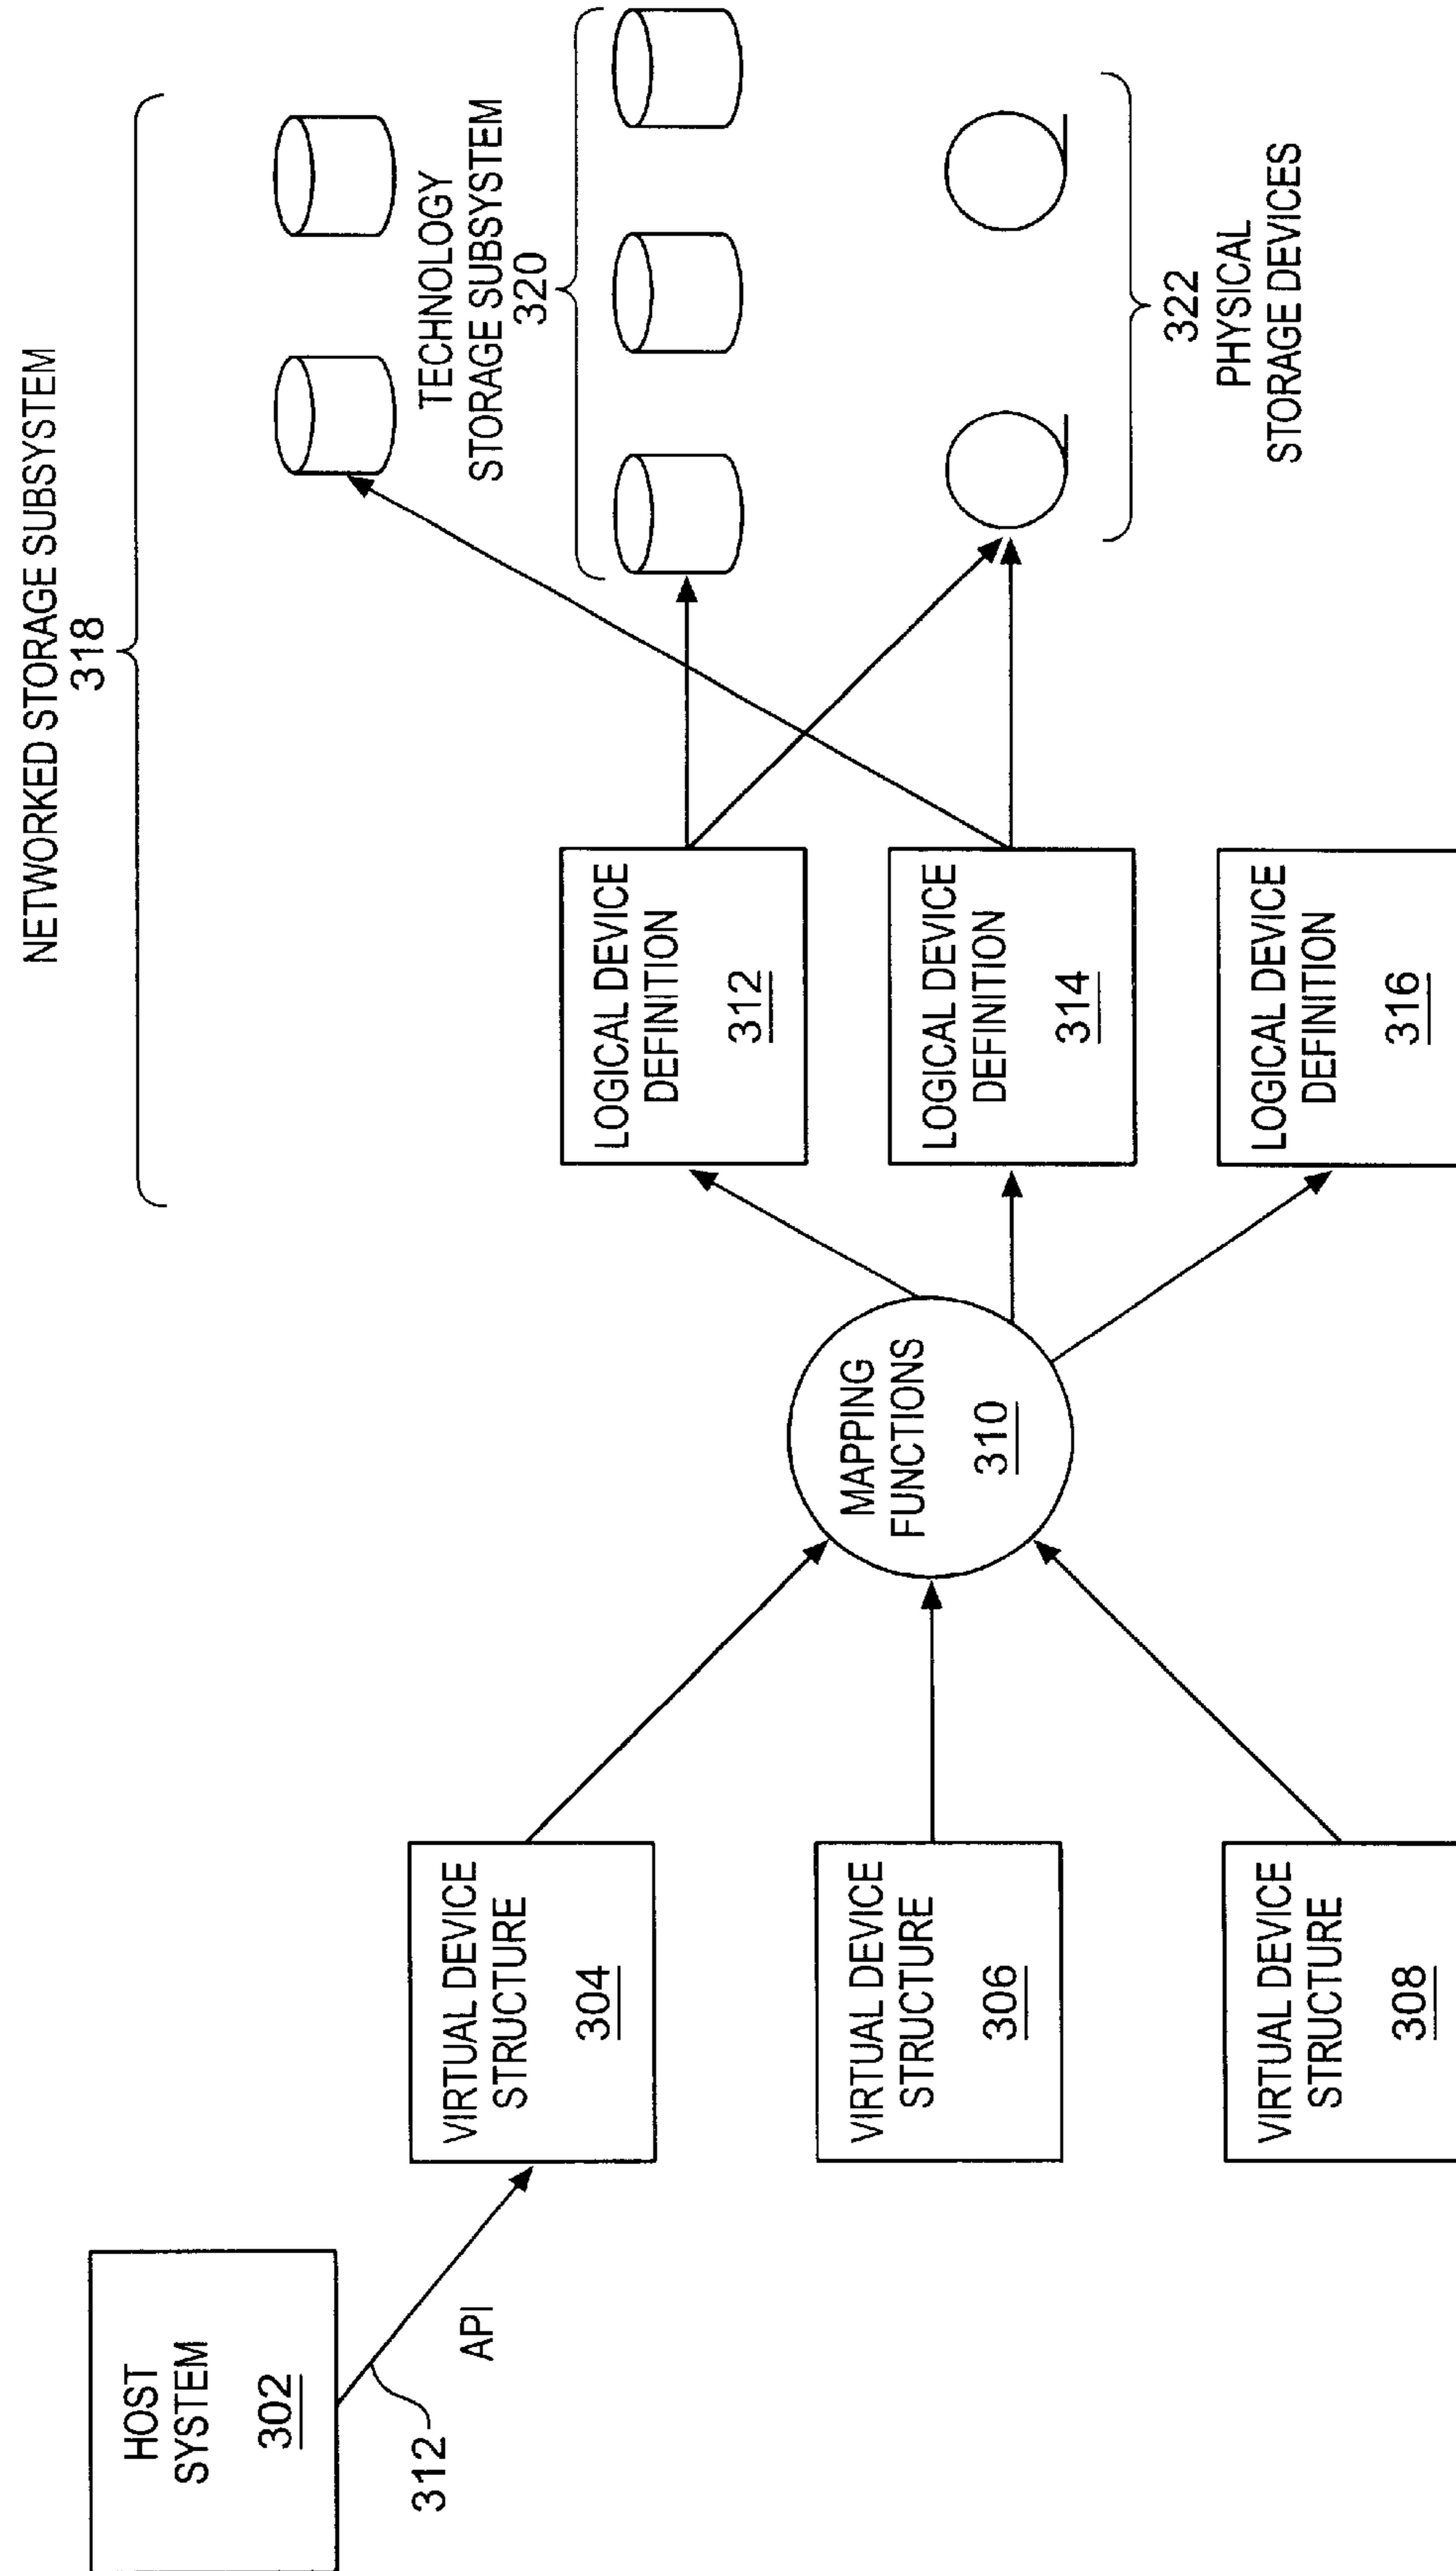 NETWORKED STORAGE SUBSYSTEM
318
TECHNOLOGY
STORAGE SUBSYSTEM
320
322
PHYSICAL
STORAGE DEVICES
LOGICAL DEVICE
DEFINITION
312
LOGICAL DEVICE
DEFINITION
314
LOGICAL DEVICE
DEFINITION
316
MAPPING
FUNCTIONS
310
VIRTUAL DEVICE
STRUCTURE
304
VIRTUAL DEVICE
STRUCTURE
306
VIRTUAL DEVICE
STRUCTURE
308
HOST
SYSTEM
302
312
API